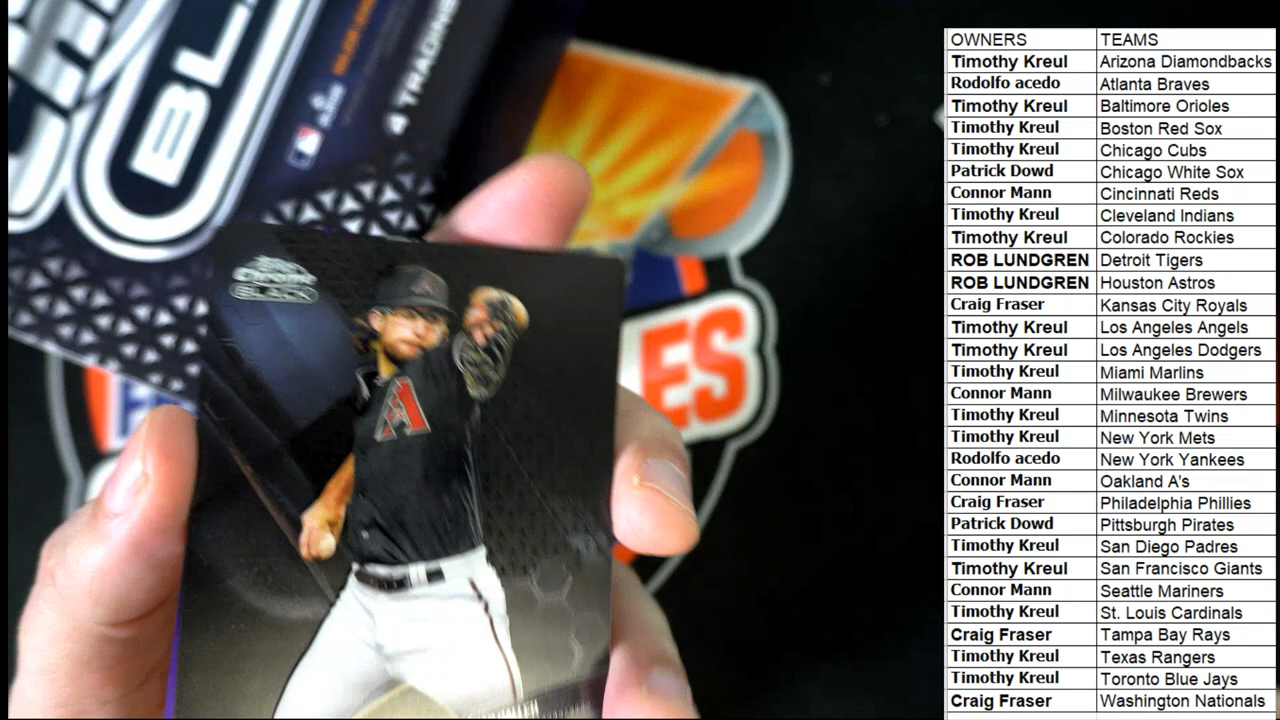 BLA
4 TRADING
CHROME
BLACK
A
ES
OWNERS TEAMS
Timothy Kreul Arizona Diamondbacks
Rodolfo acedo Atlanta Braves
Timothy Kreul Baltimore Orioles
Timothy Kreul Boston Red Sox
Timothy Kreul Chicago Cubs
Patrick Dowd Chicago White Sox
Connor Mann Cincinnati Reds
Timothy Kreul Cleveland Indians
Timothy Kreul Colorado Rockies
ROB LUNDGREN Detroit Tigers
ROB LUNDGREN Houston Astros
Craig Fraser Kansas City Royals
Timothy Kreul Los Angeles Angels
Timothy Kreul Los Angeles Dodgers
Timothy Kreul Miami Marlins
Connor Mann Milwaukee Brewers
Timothy Kreul Minnesota Twins
Timothy Kreul New York Mets
Rodolfo acedo New York Yankees
Connor Mann Oakland A's
Craig Fraser Philadelphia Phillies
Patrick Dowd Pittsburgh Pirates
Timothy Kreul San Diego Padres
Timothy Kreul San Francisco Giants
Connor Mann Seattle Mariners
Timothy Kreul St. Louis Cardinals
Craig Fraser Tampa Bay Rays
Timothy Kreul Texas Rangers
Timothy Kreul Toronto Blue Jays
Craig Fraser Washington Nationals